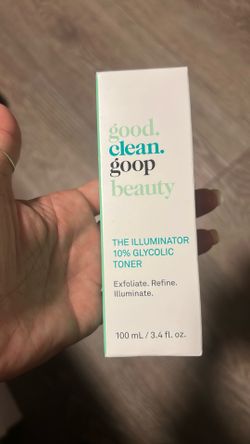 good.
clean.
goop
beauty
THE ILLUMINATOR
10% GLYCOLIC
TONER
Exfoliate. Refine.
Illuminate.
100 mL / 3.4 fl. oz.